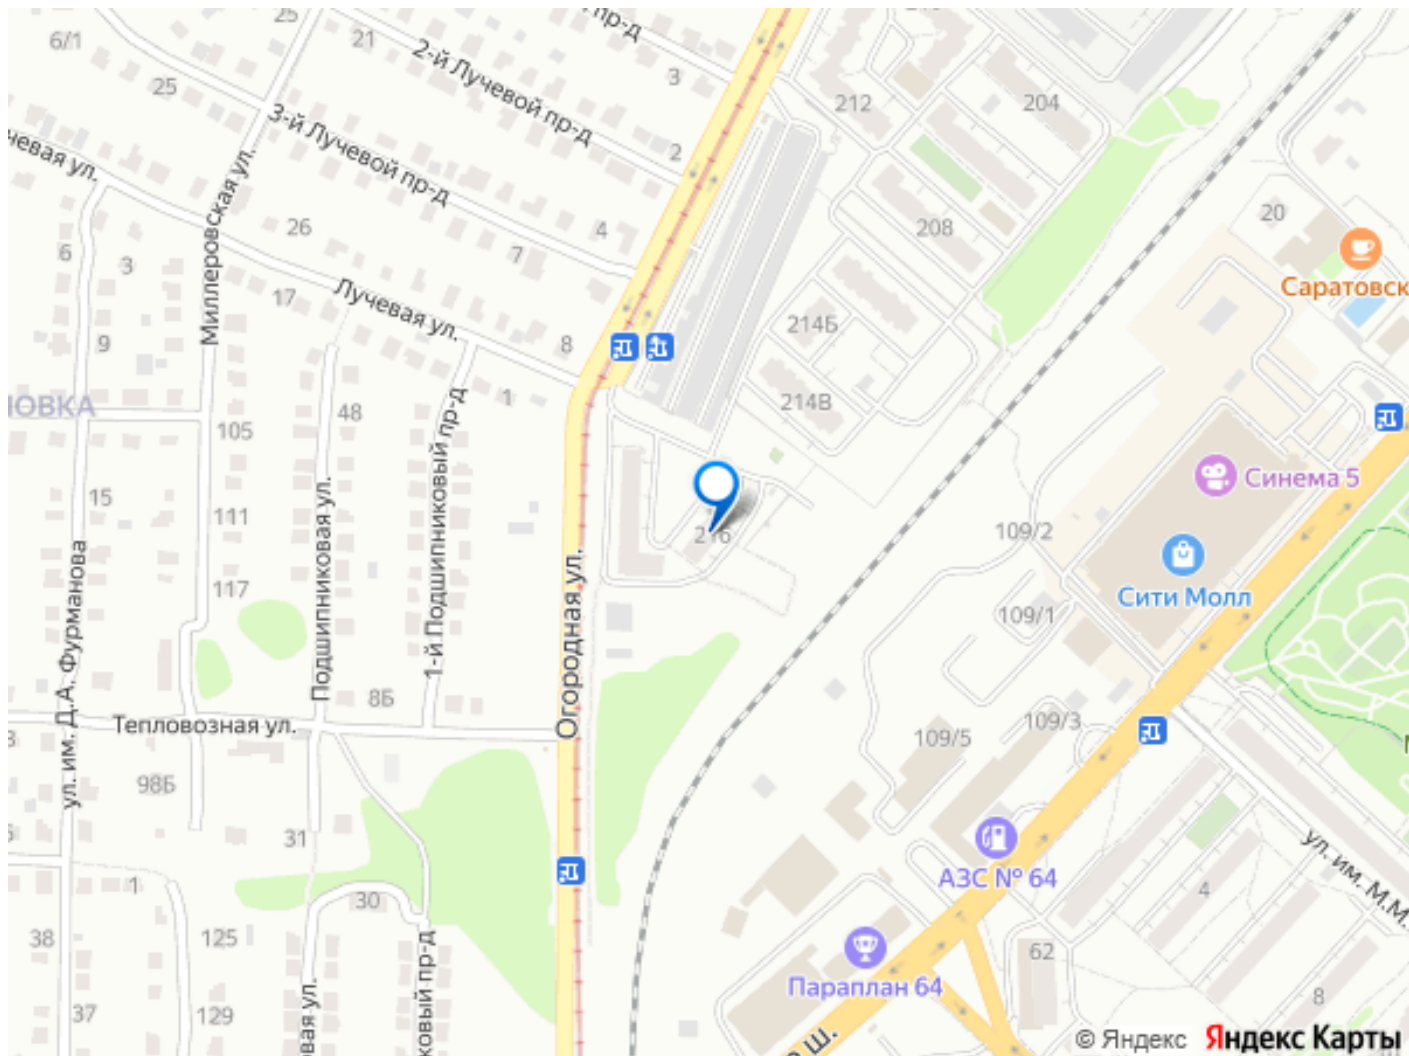 25
6/1
21
пр-д
2-й Лучевой пр-д
3
25
212
204
3-й Лучевой пр-д
2
чевая ул.
Миллеровская ул.
26
4
20
6
3
7
208
17
Лучевая ул.
Саратовск
214Б
9
8
214В
1
НОВКА
48
105
1-й Подшипниковый пр-д
Подшипниковая ул.
Синема 5
15
111
216
109/2
ул. им. Д.А. Фурманова
117
Огородная ул.
Сити Молл
109/1
8Б
Тепловозная ул.
109/5
109/3
98Б
31
АЗС № 64
ул. им. М.М.
1
30
4
38
125
62
Параплан 64
37
129
вая ул.
ковый пр-д
8
о ш.
© Яндекс Яндекс Карты